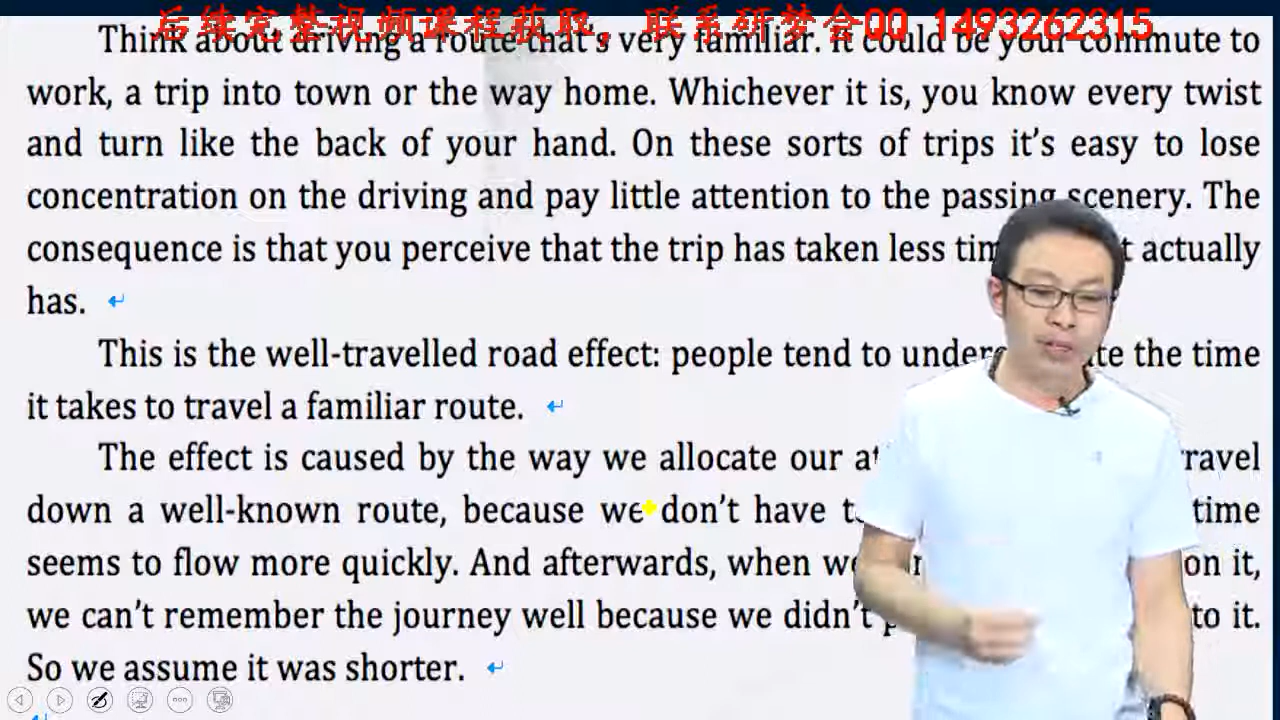 后续完整视频课程获取，联系研梦会QQ 1493262315
Think about driving a route that's very familiar. It could be your commute to
work, a trip into town or the way home. Whichever it is, you know every twist
and turn like the back of your hand. On these sorts of trips it's easy to lose
concentration on the driving and pay little attention to the passing scenery. The
consequence is that you perceive that the trip has taken less actually
has.
This is the well-travelled road effect: people tend to the time
it takes to travel a familiar route.
The effect is caused by the way we allocate our travel
down a well-known route, because we don't have time
seems to flow more quickly. And afterwards, when on it,
we can't remember the journey well because we didn't to it.
So we assume it was shorter.